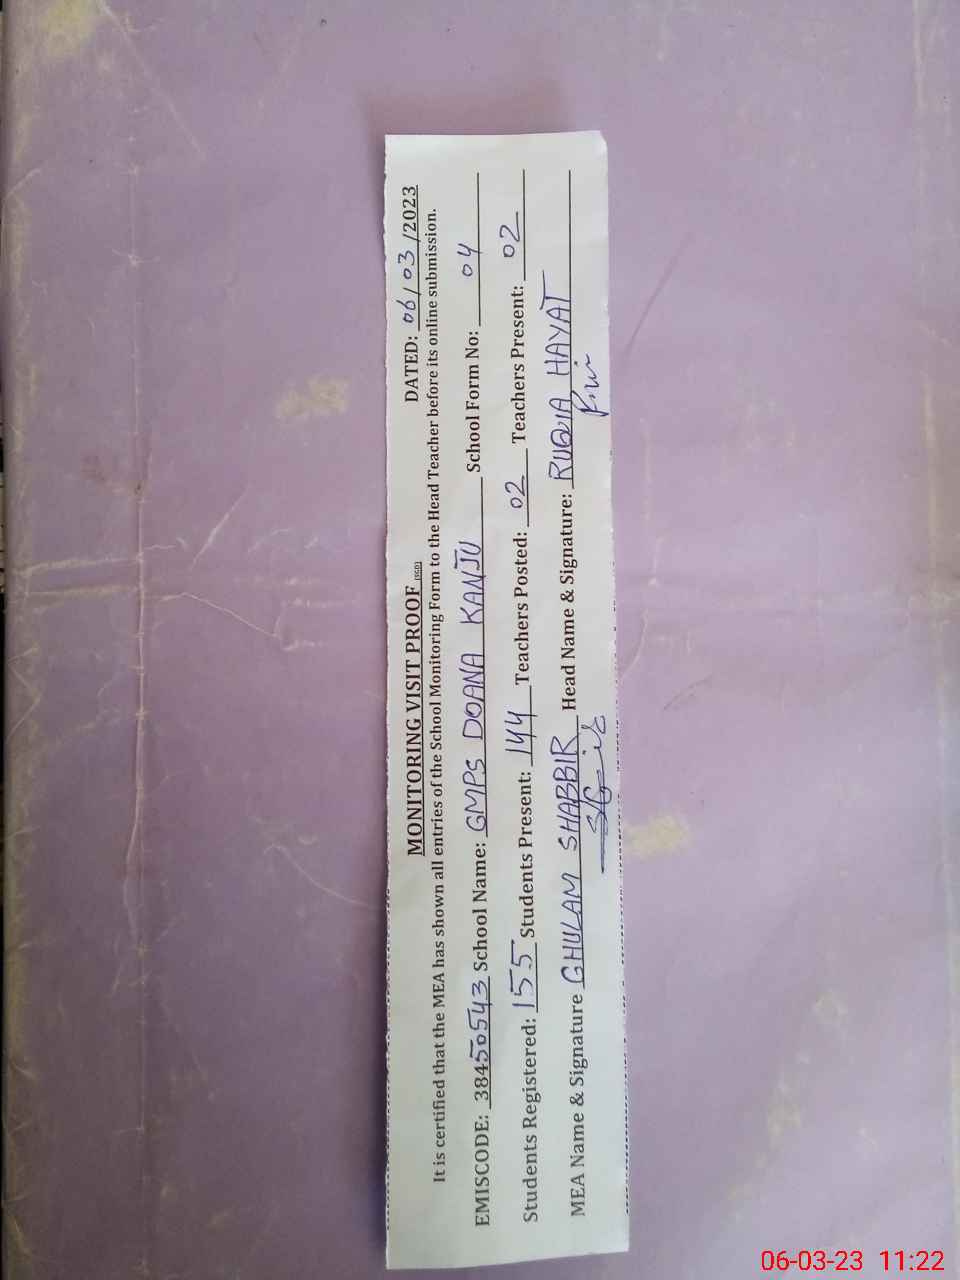 MONITORING VISIT PROOF (SGD)
DATED: 06/03/2023
It is certified that the MEA has shown all entries of the School Monitoring Form to the Head Teacher before its online submission.
EMISCODE: 38450543 School Name: GMPS DOANA KANJU School Form No: 04
Students Registered: 155 Students Present: 144 Teachers Posted: 02 Teachers Present: 02
MEA Name & Signature GHULAM SHABBIR Head Name & Signature: RUQIA HAYAT
06-03-23 11:22